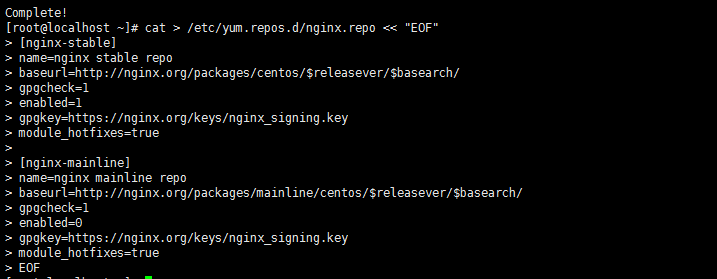 Complete!
[root@localhost ~]# cat > /etc/yum.repos.d/nginx.repo << "EOF"
> [nginx-stable]
> name=nginx stable repo
> baseurl=http://nginx.org/packages/centos/$releasever/$basearch/
> gpgcheck=1
> enabled=1
> gpgkey=https://nginx.org/keys/nginx_signing.key
> module_hotfixes=true
>
> [nginx-mainline]
> name=nginx mainline repo
> baseurl=http://nginx.org/packages/mainline/centos/$releasever/$basearch/
> gpgcheck=1
> enabled=0
> gpgkey=https://nginx.org/keys/nginx_signing.key
> module_hotfixes=true
> EOF